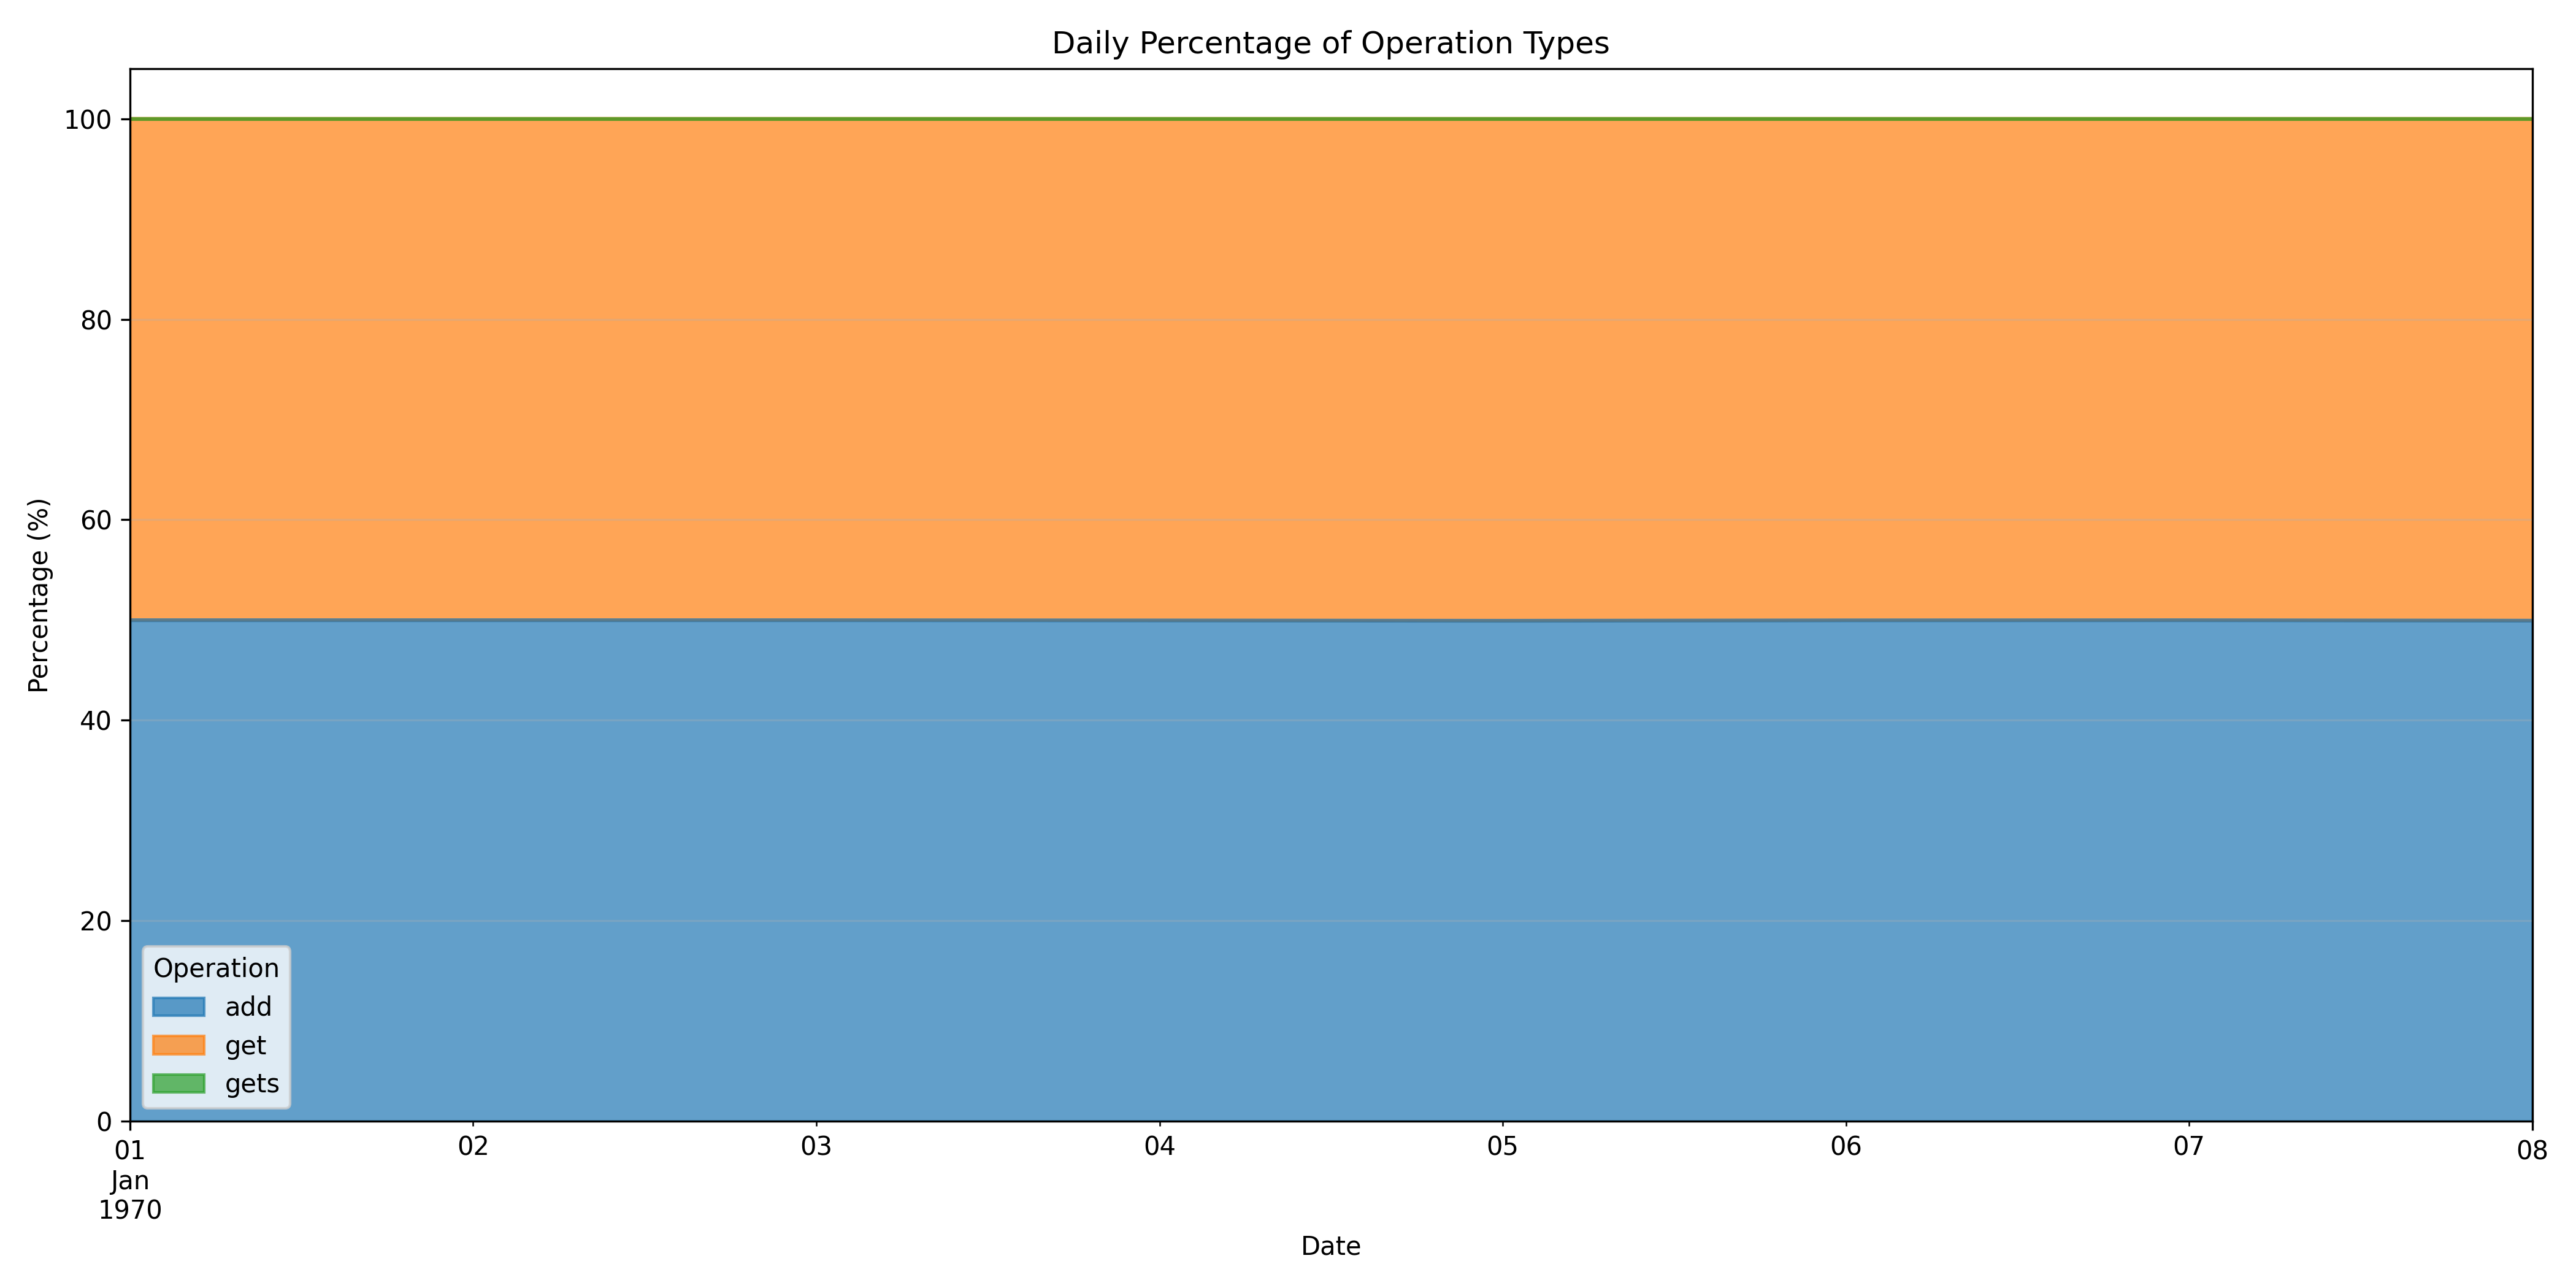 Daily Percentage of Operation Types
Percentage (%)
100
80
60
40
20
0
Operation
add
get
gets
01 02 03 04 05 06 07 08
Jan
1970
Date